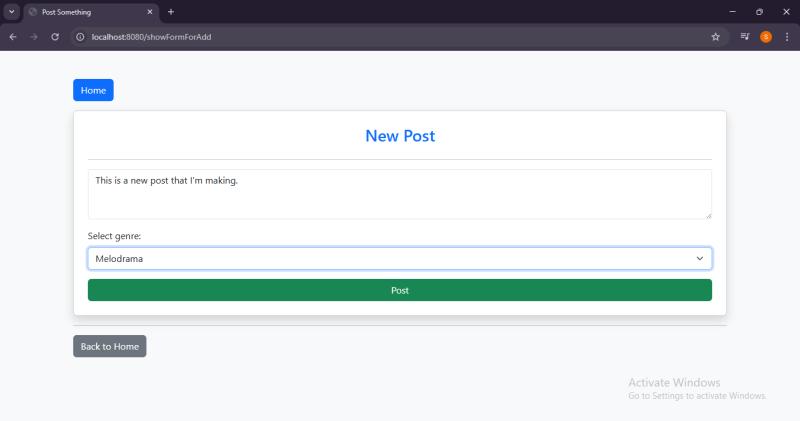 Post Something
localhost:8080/showFormForAdd
S
Home
New Post
This is a new post that I'm making.
Select genre:
Melodrama
Post
Back to Home
Activate Windows
Go to Settings to activate Windows.